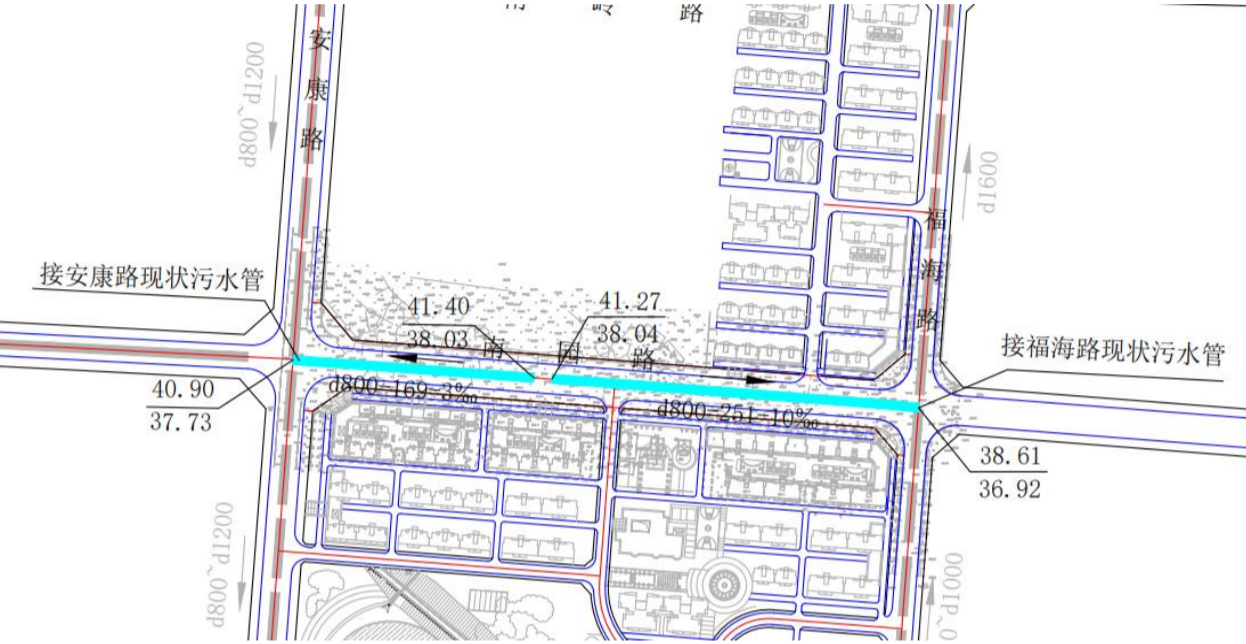 路
安康路
d800~d1200
d1600
福海路
接安康路现状污水管
41.40
38.03
41.27
38.04
南园路
接福海路现状污水管
40.90
37.73
d800-169-3‰
d800-251-10‰
38.61
36.92
d800~d1200
0~d1000